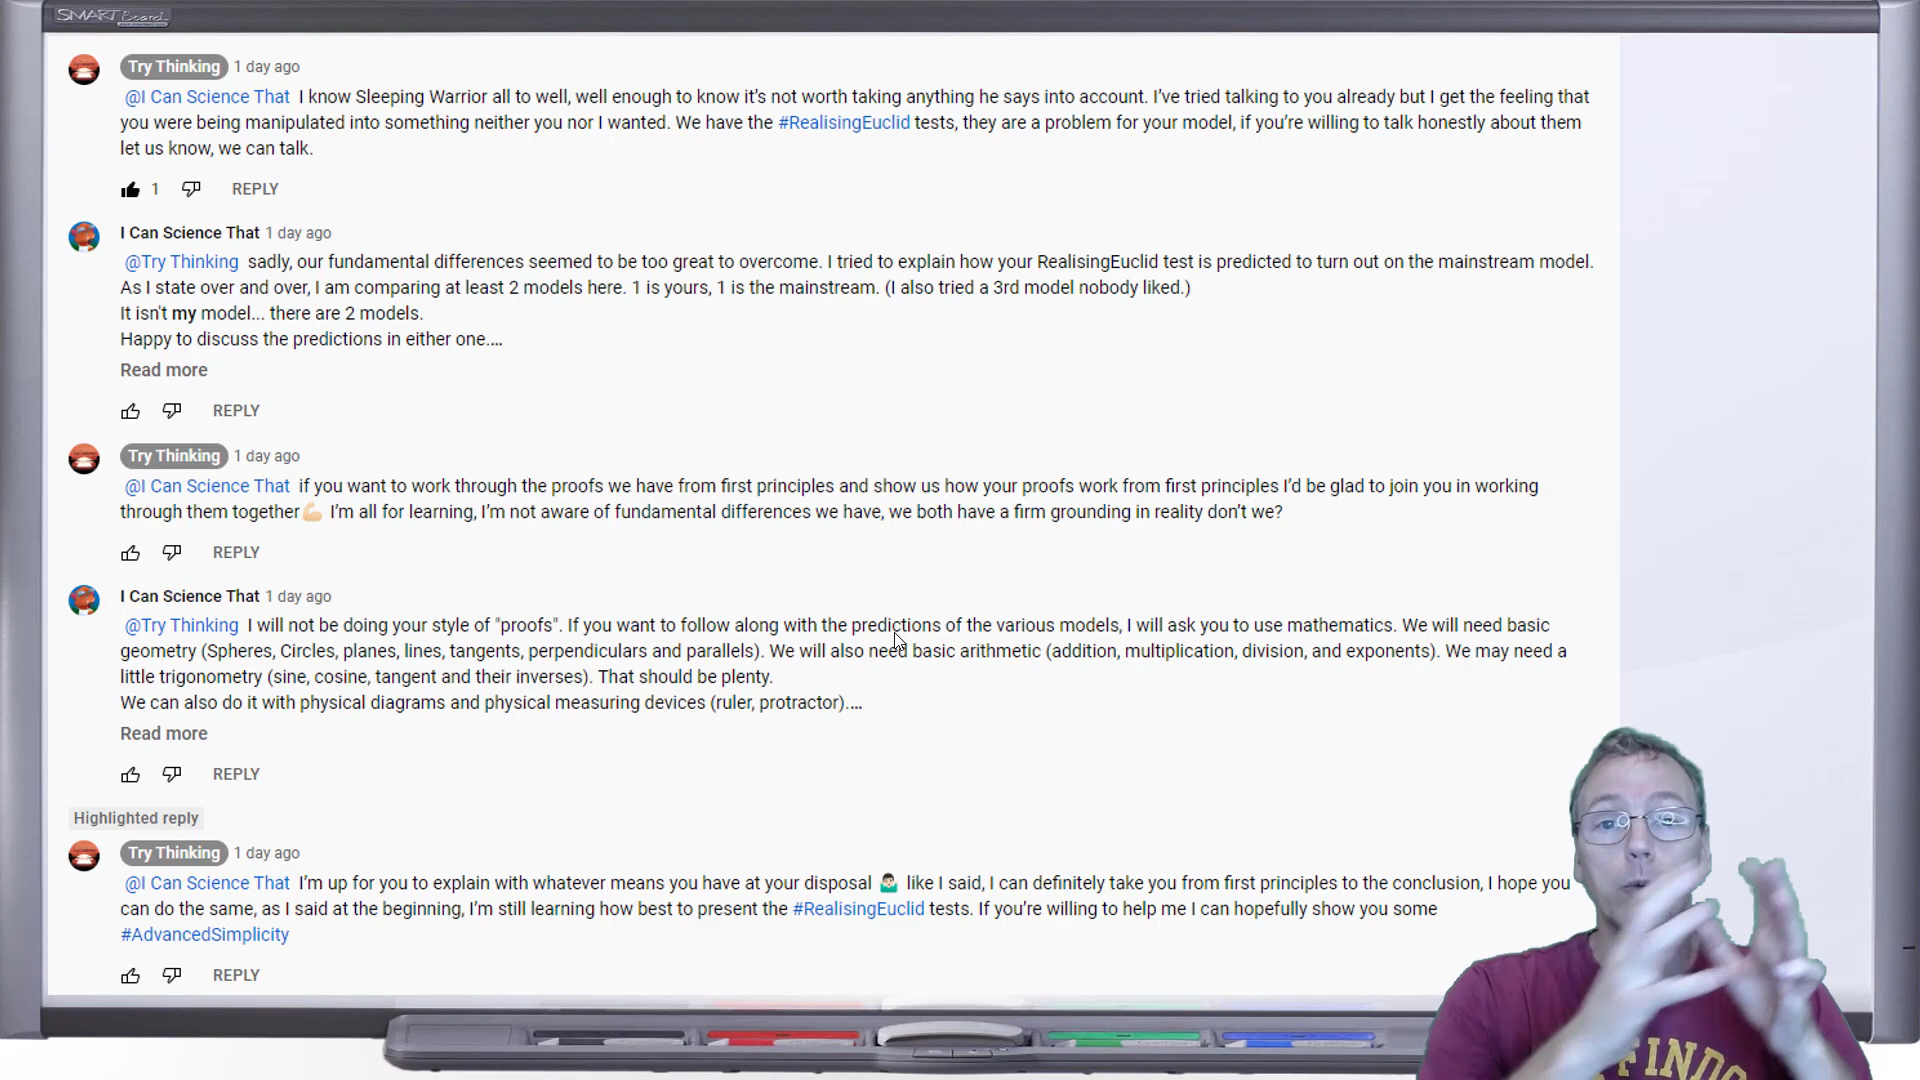 SMART Board
Try Thinking 1 day ago
@I Can Science That I know Sleeping Warrior all to well, well enough to know it's not worth taking anything he says into account. I've tried talking to you already but I get the feeling that
you were being manipulated into something neither you nor I wanted. We have the #RealisingEuclid tests, they are a problem for your model, if you're willing to talk honestly about them
let us know, we can talk.
1 REPLY
I Can Science That 1 day ago
@Try Thinking sadly, our fundamental differences seemed to be too great to overcome. I tried to explain how your RealisingEuclid test is predicted to turn out on the mainstream model.
As I state over and over, I am comparing at least 2 models here. 1 is yours, 1 is the mainstream. (I also tried a 3rd model nobody liked.)
It isn't my model... there are 2 models.
Happy to discuss the predictions in either one....
Read more
REPLY
Try Thinking 1 day ago
@I Can Science That if you want to work through the proofs we have from first principles and show us how your proofs work from first principles I'd be glad to join you in working
through them together💪🏻 I'm all for learning, I'm not aware of fundamental differences we have, we both have a firm grounding in reality don't we?
REPLY
I Can Science That 1 day ago
@Try Thinking I will not be doing your style of "proofs". If you want to follow along with the predictions of the various models, I will ask you to use mathematics. We will need basic
geometry (Spheres, Circles, planes, lines, tangents, perpendiculars and parallels). We will also need basic arithmetic (addition, multiplication, division, and exponents). We may need a
little trigonometry (sine, cosine, tangent and their inverses). That should be plenty.
We can also do it with physical diagrams and physical measuring devices (ruler, protractor)....
Read more
REPLY
Highlighted reply
Try Thinking 1 day ago
@I Can Science That I'm up for you to explain with whatever means you have at your disposal 🤷🏻‍♂️ like I said, I can definitely take you from first principles to the conclusion, I hope you
can do the same, as I said at the beginning, I'm still learning how best to present the #RealisingEuclid tests. If you're willing to help me I can hopefully show you some
#AdvancedSimplicity
REPLY
FFINDO